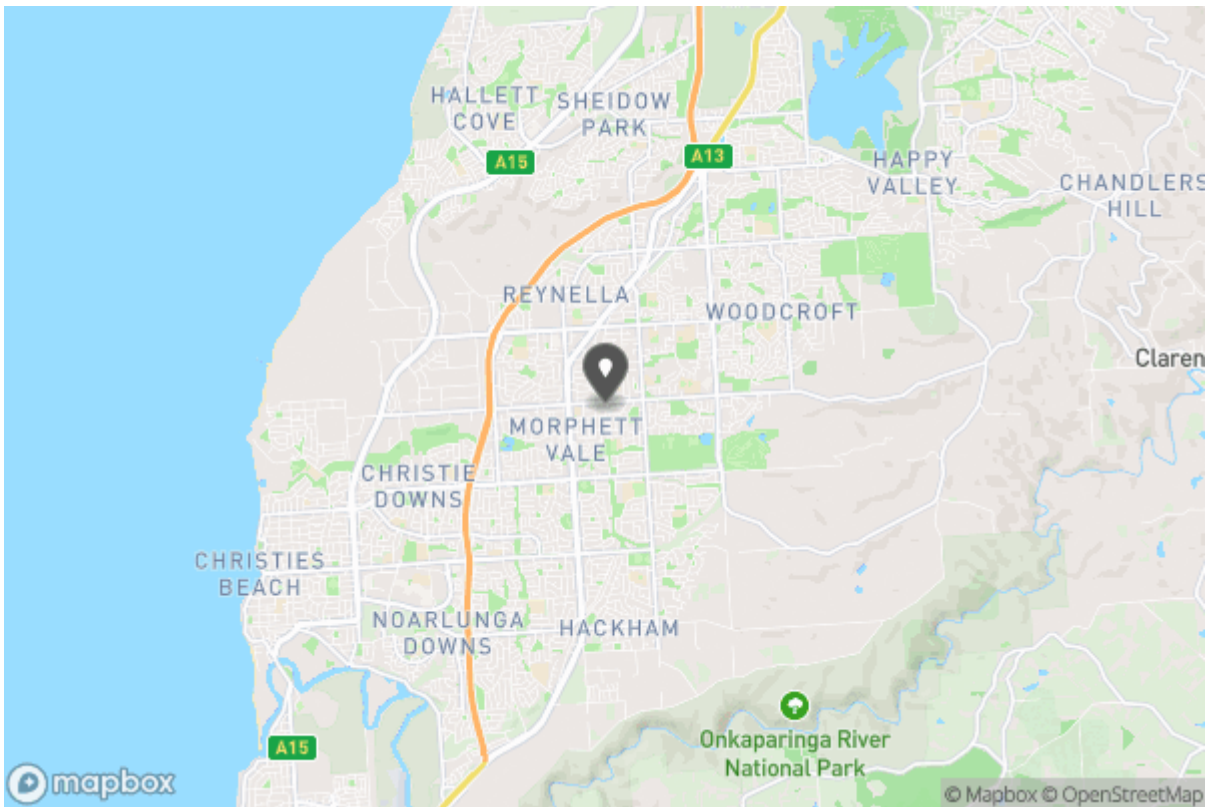 HALLETT
COVE
SHEIDOW
PARK
A15
A13
HAPPY
VALLEY
CHANDLERS
HILL
REYNELLA
WOODCROFT
Claren
MORPHETT
VALE
CHRISTIE
DOWNS
CHRISTIES
BEACH
NOARLUNGA
DOWNS
HACKHAM
Onkaparinga River
National Park
A15
mapbox
© Mapbox © OpenStreetMap